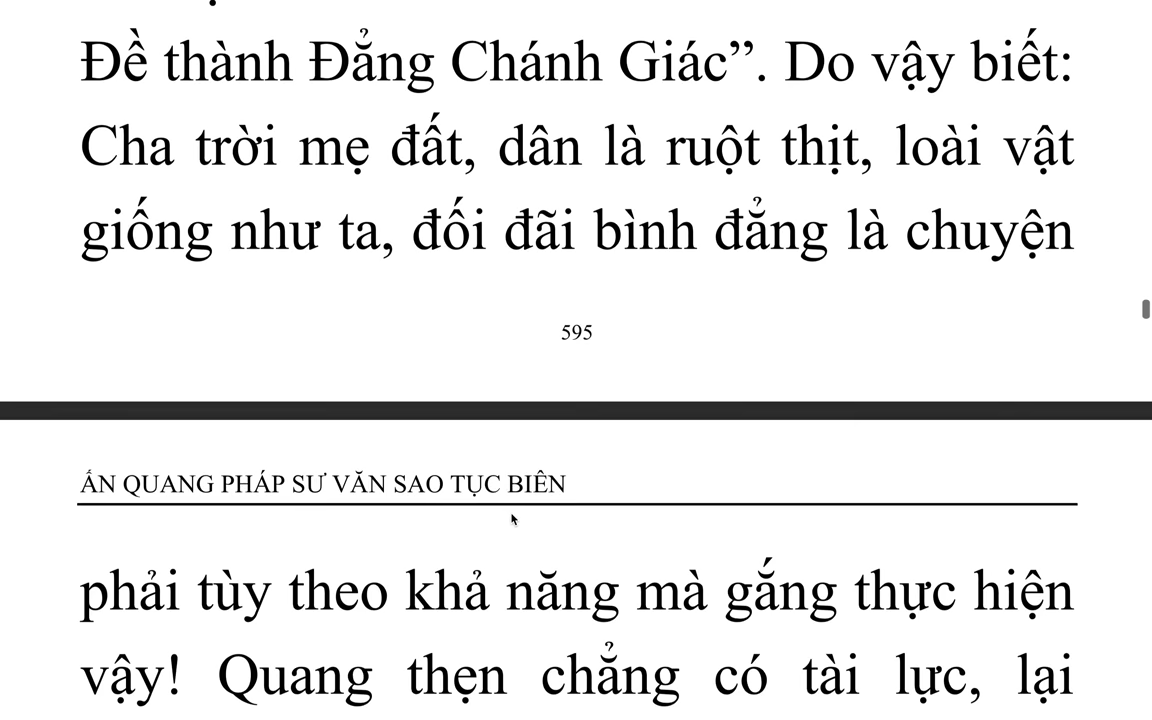 Đề thành Đẳng Chánh Giác”. Do vậy biết:
Cha trời mẹ đất, dân là ruột thịt, loài vật
giống như ta, đối đãi bình đẳng là chuyện
595
ẤN QUANG PHÁP SƯ VĂN SAO TỤC BIÊN
phải tùy theo khả năng mà gắng thực hiện
vậy! Quang thẹn chẳng có tài lực, lại